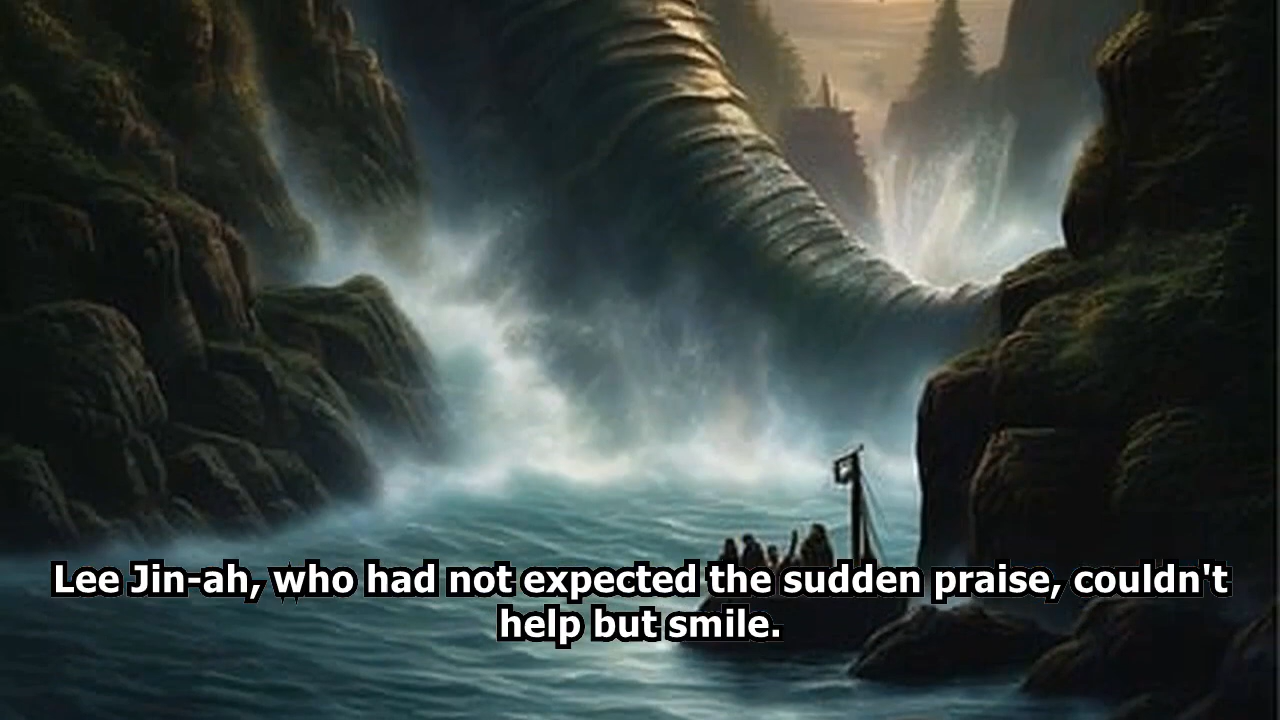 Lee Jin-ah, who had not expected the sudden praise, couldn't
help but smile.